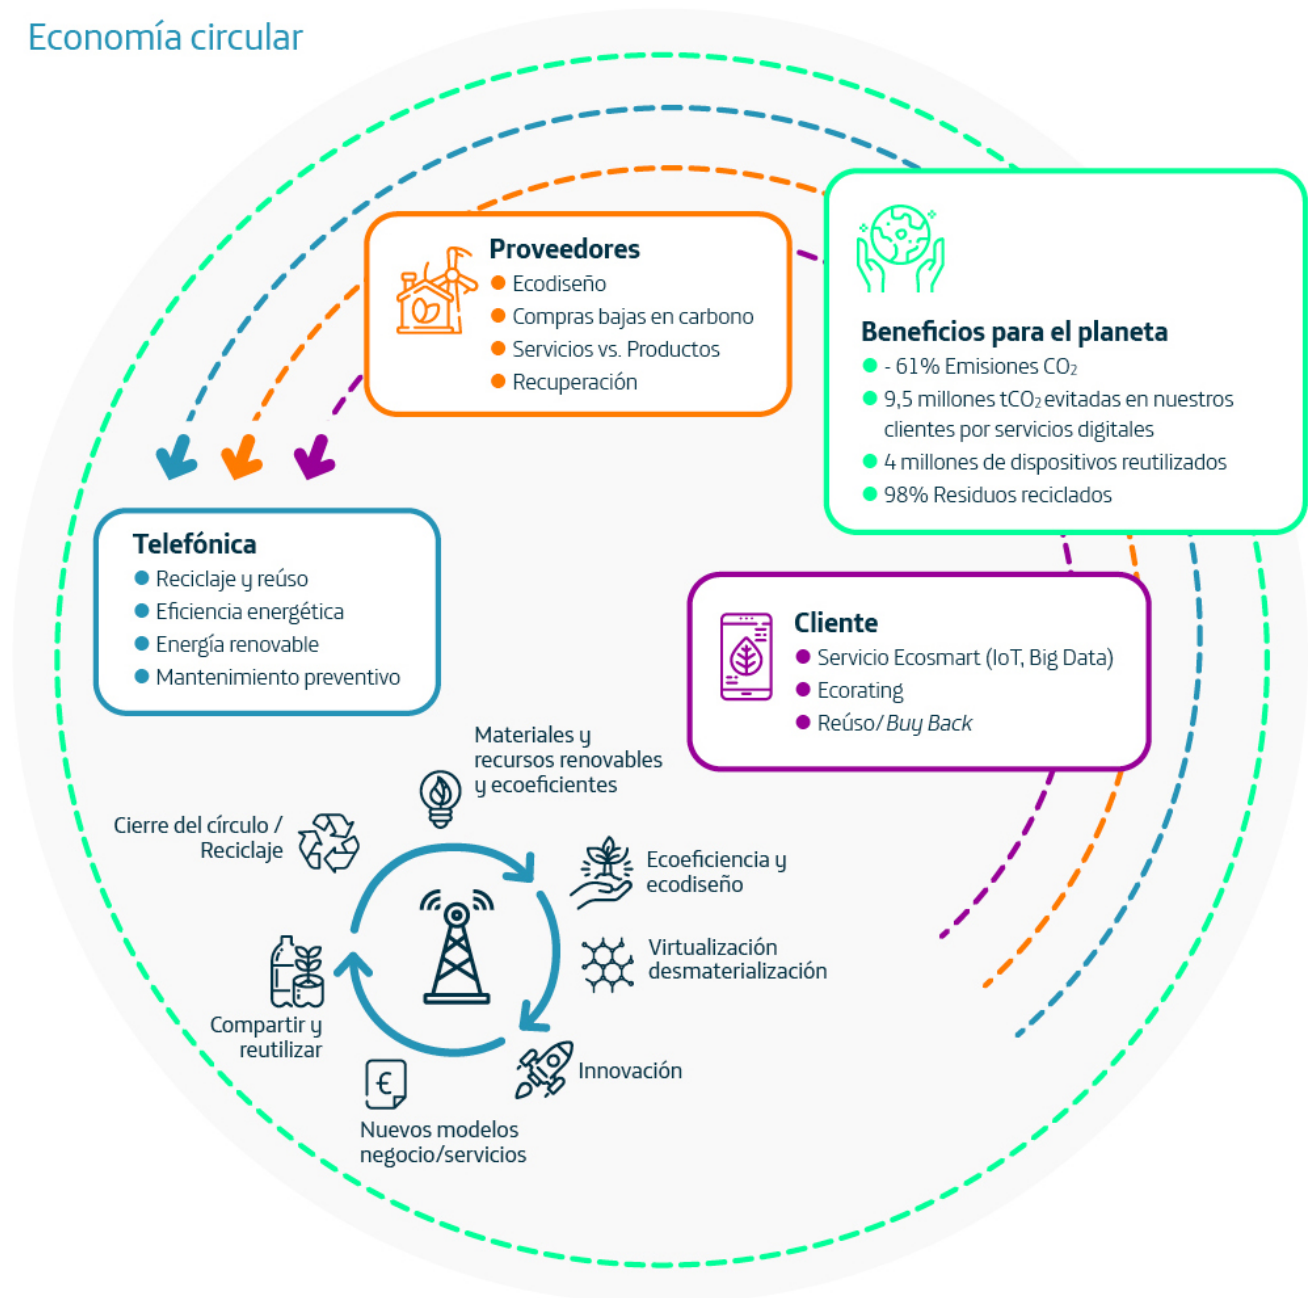 Economía circular
Proveedores
Ecodiseño
Compras bajas en carbono
Servicios vs. Productos
Recuperación
Beneficios para el planeta
- 61% Emisiones CO₂
9,5 millones tCO₂ evitadas en nuestros
clientes por servicios digitales
4 millones de dispositivos reutilizados
98% Residuos reciclados
Telefónica
Reciclaje y reúso
Eficiencia energética
Energía renovable
Mantenimiento preventivo
Cliente
Servicio Ecosmart (IoT, Big Data)
Ecorating
Reúso/Buy Back
Materiales y
recursos renovables
y ecoeficientes
Cierre del círculo /
Reciclaje
Ecoeficiencia y
ecodiseño
Virtualización
desmaterialización
Compartir y
reutilizar
Innovación
€
Nuevos modelos
negocio/servicios